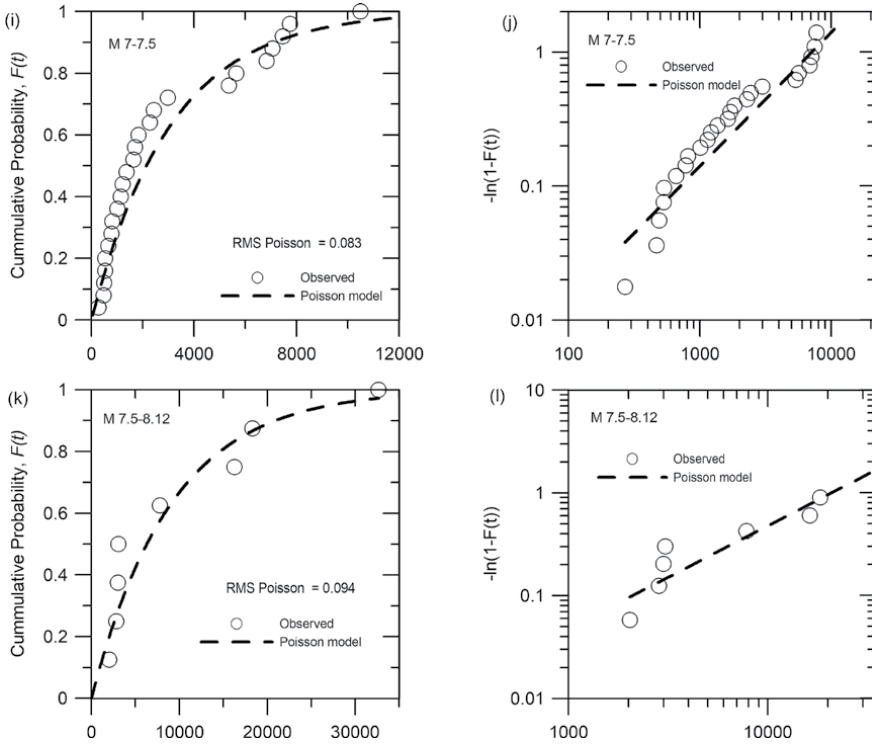 (i)
M 7-7.5
Cummulative Probability, F(t)
1
0.8
0.6
0.4
0.2
0
RMS Poisson = 0.083
Observed
Poisson model
0
4000
8000
12000
(j)
M 7-7.5
Observed
Poisson model
-ln(1-F(t))
1
0.1
0.01
100
1000
10000
(k)
M 7.5-8.12
Cummulative Probability, F(t)
1
0.8
0.6
0.4
0.2
0
RMS Poisson = 0.094
Observed
Poisson model
0
10000
20000
30000
(l)
M 7.5-8.12
Observed
Poisson model
-ln(1-F(t))
10
1
0.1
0.01
1000
10000